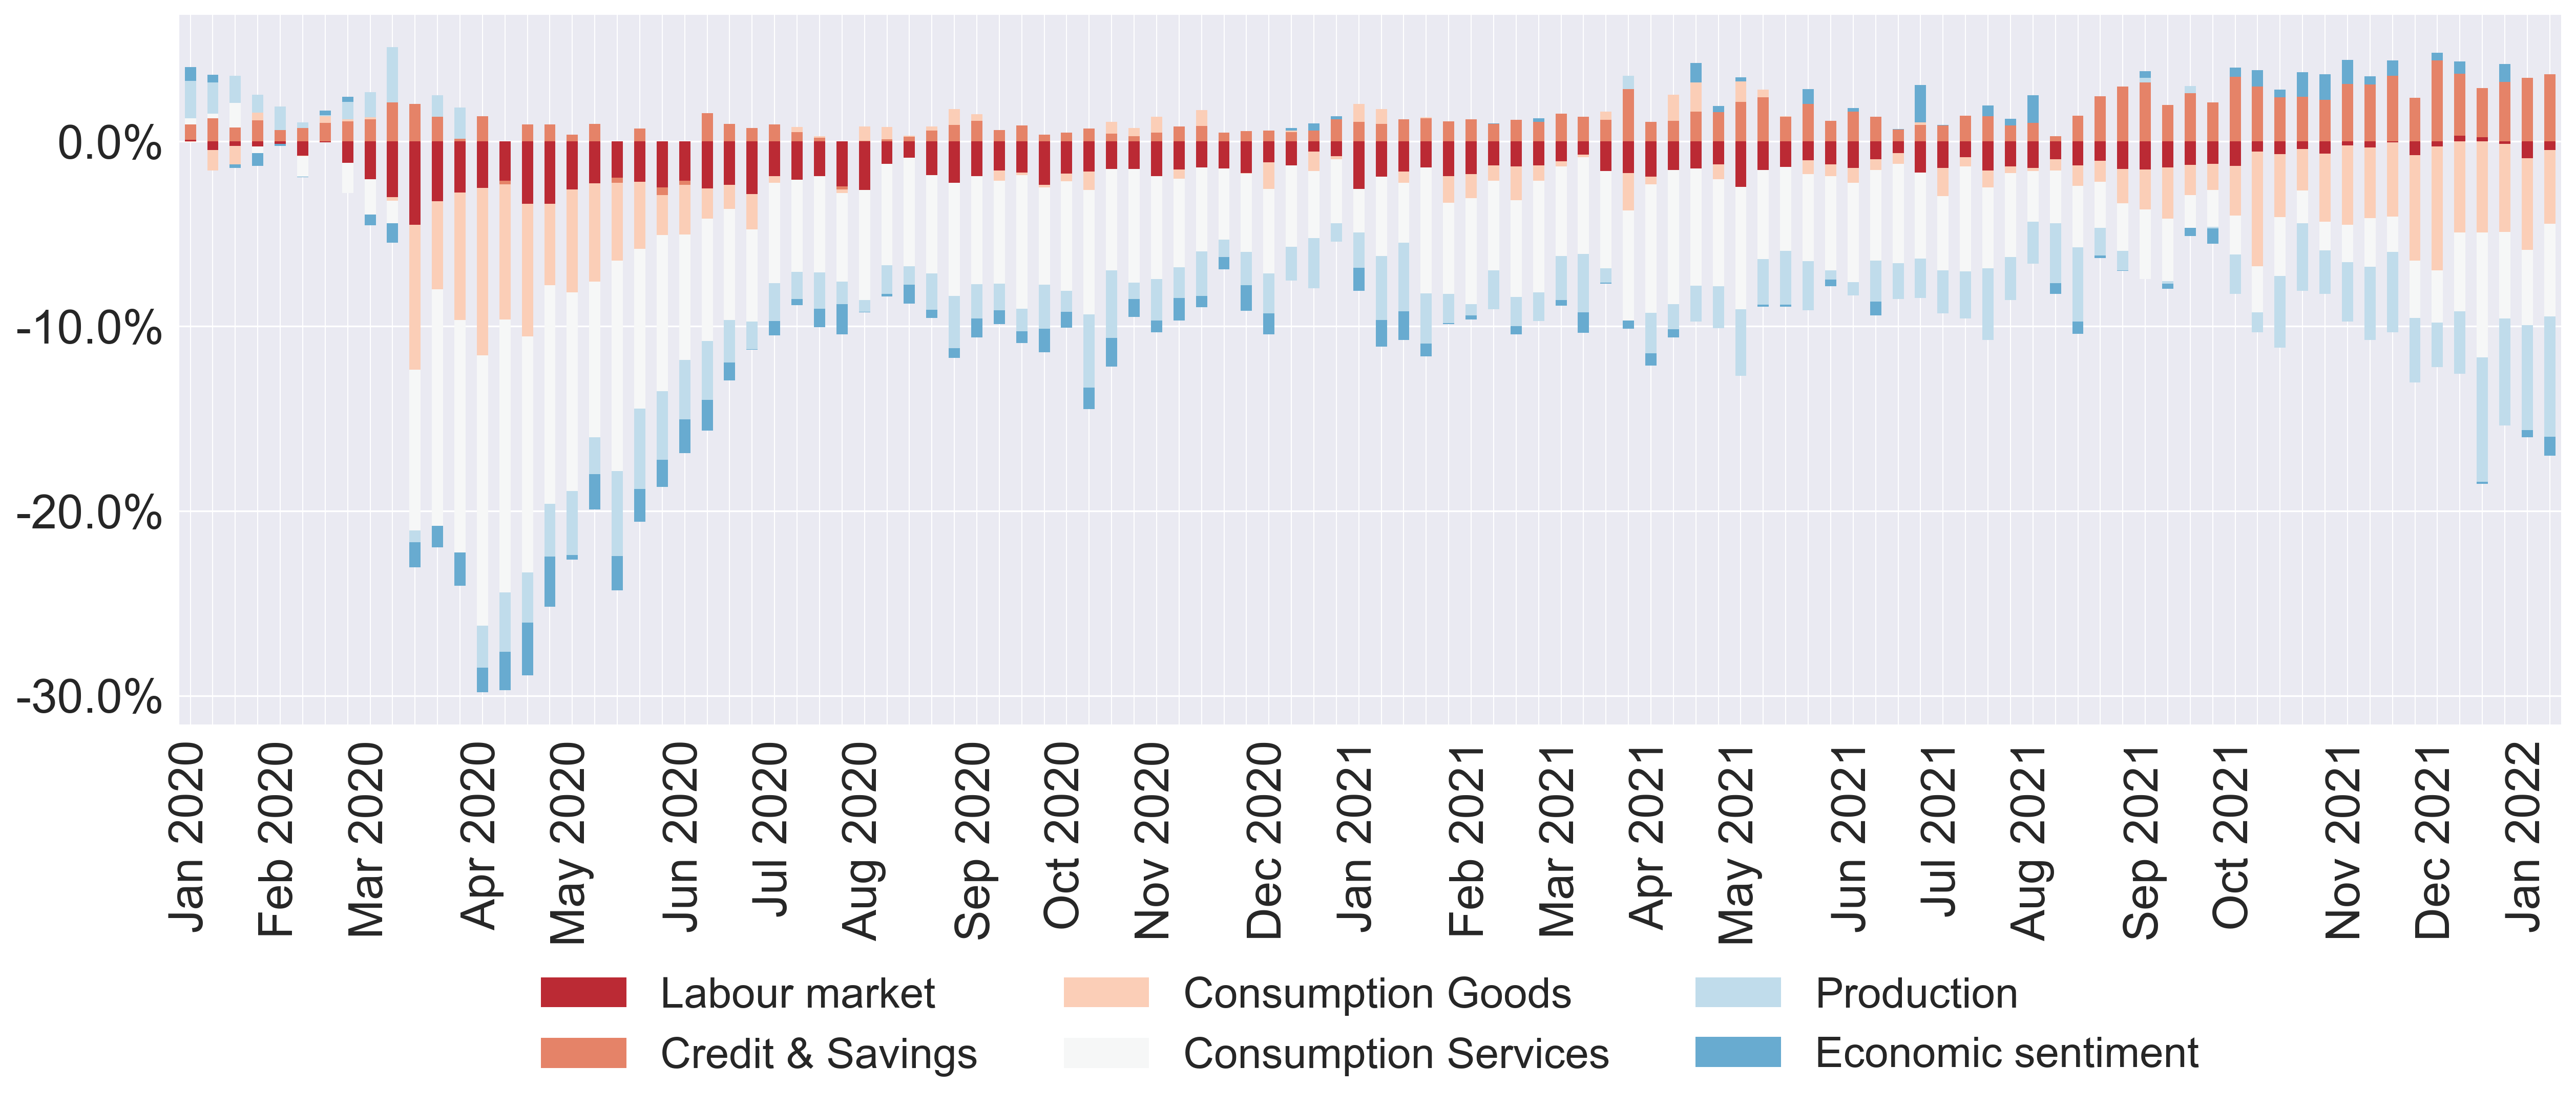 0.0%
-10.0%
-20.0%
-30.0%
Jan 2020
Feb 2020
Mar 2020
Apr 2020
May 2020
Jun 2020
Jul 2020
Aug 2020
Sep 2020
Oct 2020
Nov 2020
Dec 2020
Jan 2021
Feb 2021
Mar 2021
Apr 2021
May 2021
Jun 2021
Jul 2021
Aug 2021
Sep 2021
Oct 2021
Nov 2021
Dec 2021
Jan 2022
Labour market
Credit & Savings
Consumption Goods
Consumption Services
Production
Economic sentiment